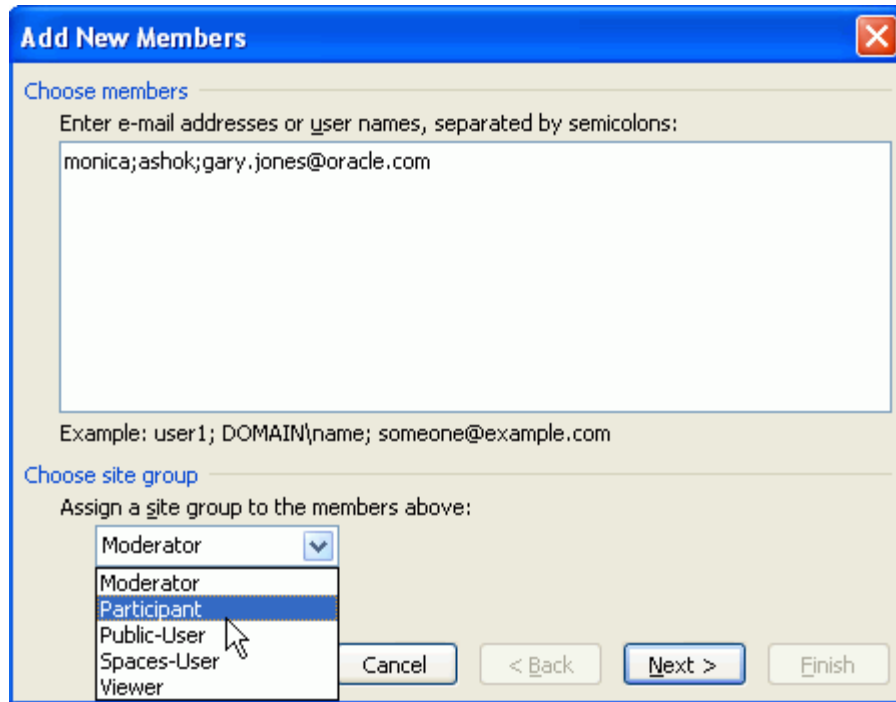 Add New Members
Choose members
Enter e-mail addresses or user names, separated by semicolons:
monica;ashok;gary.jones@oracle.com
Example: user1; DOMAIN\name; someone@example.com
Choose site group
Assign a site group to the members above:
Moderator
Moderator
Participant
Public-User
Spaces-User
Viewer
Cancel < Back Next > Finish